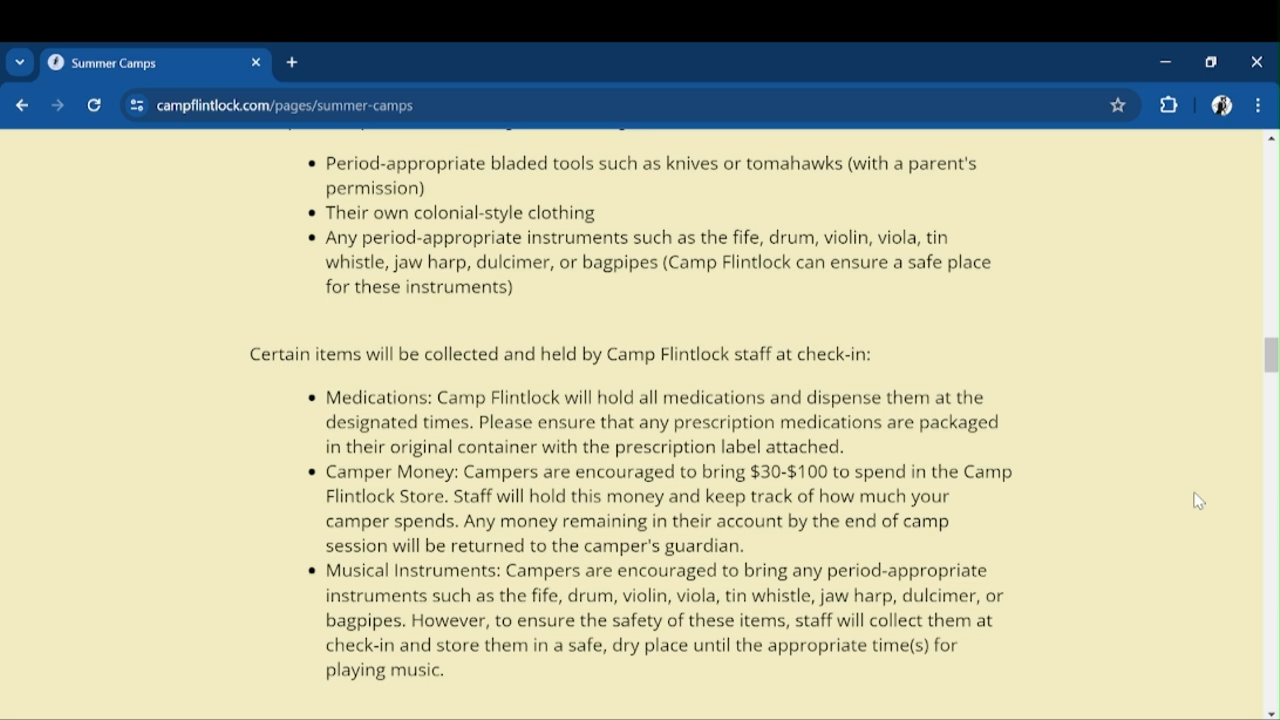 Summer Camps
campflintlock.com/pages/summer-camps
• Period-appropriate bladed tools such as knives or tomahawks (with a parent's
permission)
• Their own colonial-style clothing
• Any period-appropriate instruments such as the fife, drum, violin, viola, tin
whistle, jaw harp, dulcimer, or bagpipes (Camp Flintlock can ensure a safe place
for these instruments)
Certain items will be collected and held by Camp Flintlock staff at check-in:
• Medications: Camp Flintlock will hold all medications and dispense them at the
designated times. Please ensure that any prescription medications are packaged
in their original container with the prescription label attached.
• Camper Money: Campers are encouraged to bring $30-$100 to spend in the Camp
Flintlock Store. Staff will hold this money and keep track of how much your
camper spends. Any money remaining in their account by the end of camp
session will be returned to the camper's guardian.
• Musical Instruments: Campers are encouraged to bring any period-appropriate
instruments such as the fife, drum, violin, viola, tin whistle, jaw harp, dulcimer, or
bagpipes. However, to ensure the safety of these items, staff will collect them at
check-in and store them in a safe, dry place until the appropriate time(s) for
playing music.